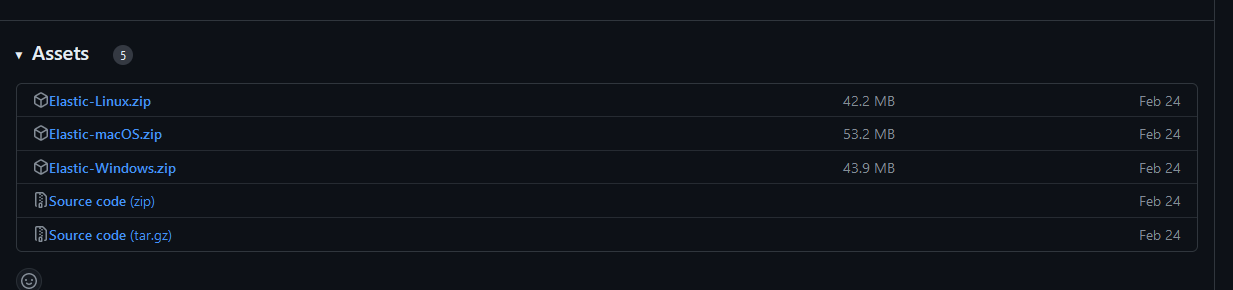 Assets 5
Elastic-Linux.zip 42.2 MB Feb 24
Elastic-macOS.zip 53.2 MB Feb 24
Elastic-Windows.zip 43.9 MB Feb 24
Source code (zip) Feb 24
Source code (tar.gz) Feb 24